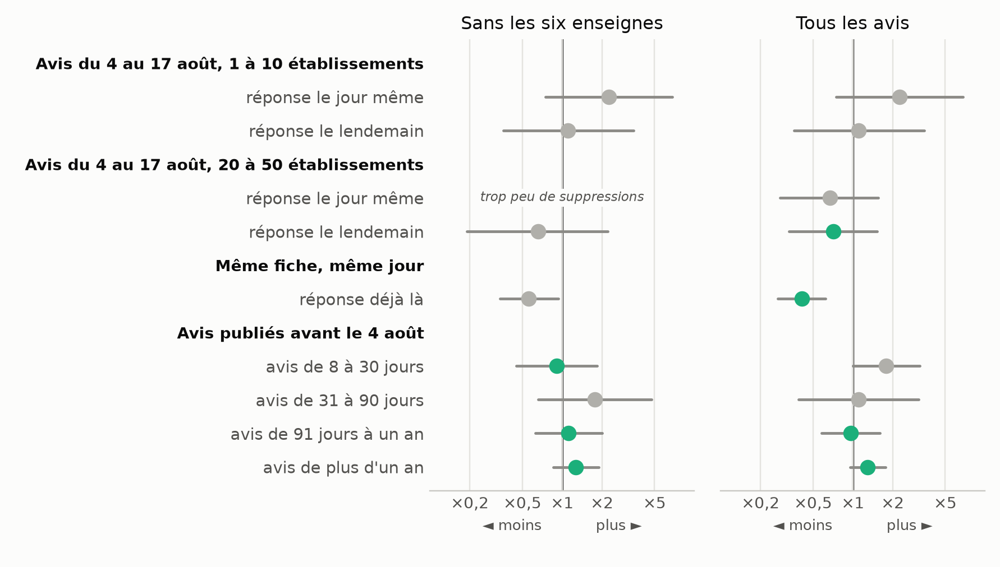 Sans les six enseignes
Tous les avis
Avis du 4 au 17 août, 1 à 10 établissements
réponse le jour même
réponse le lendemain
Avis du 4 au 17 août, 20 à 50 établissements
réponse le jour même
trop peu de suppressions
réponse le lendemain
Même fiche, même jour
réponse déjà là
Avis publiés avant le 4 août
avis de 8 à 30 jours
avis de 31 à 90 jours
avis de 91 jours à un an
avis de plus d'un an
×0,2 ×0,5 ×1 ×2 ×5
×0,2 ×0,5 ×1 ×2 ×5
◄ moins plus ►
◄ moins plus ►